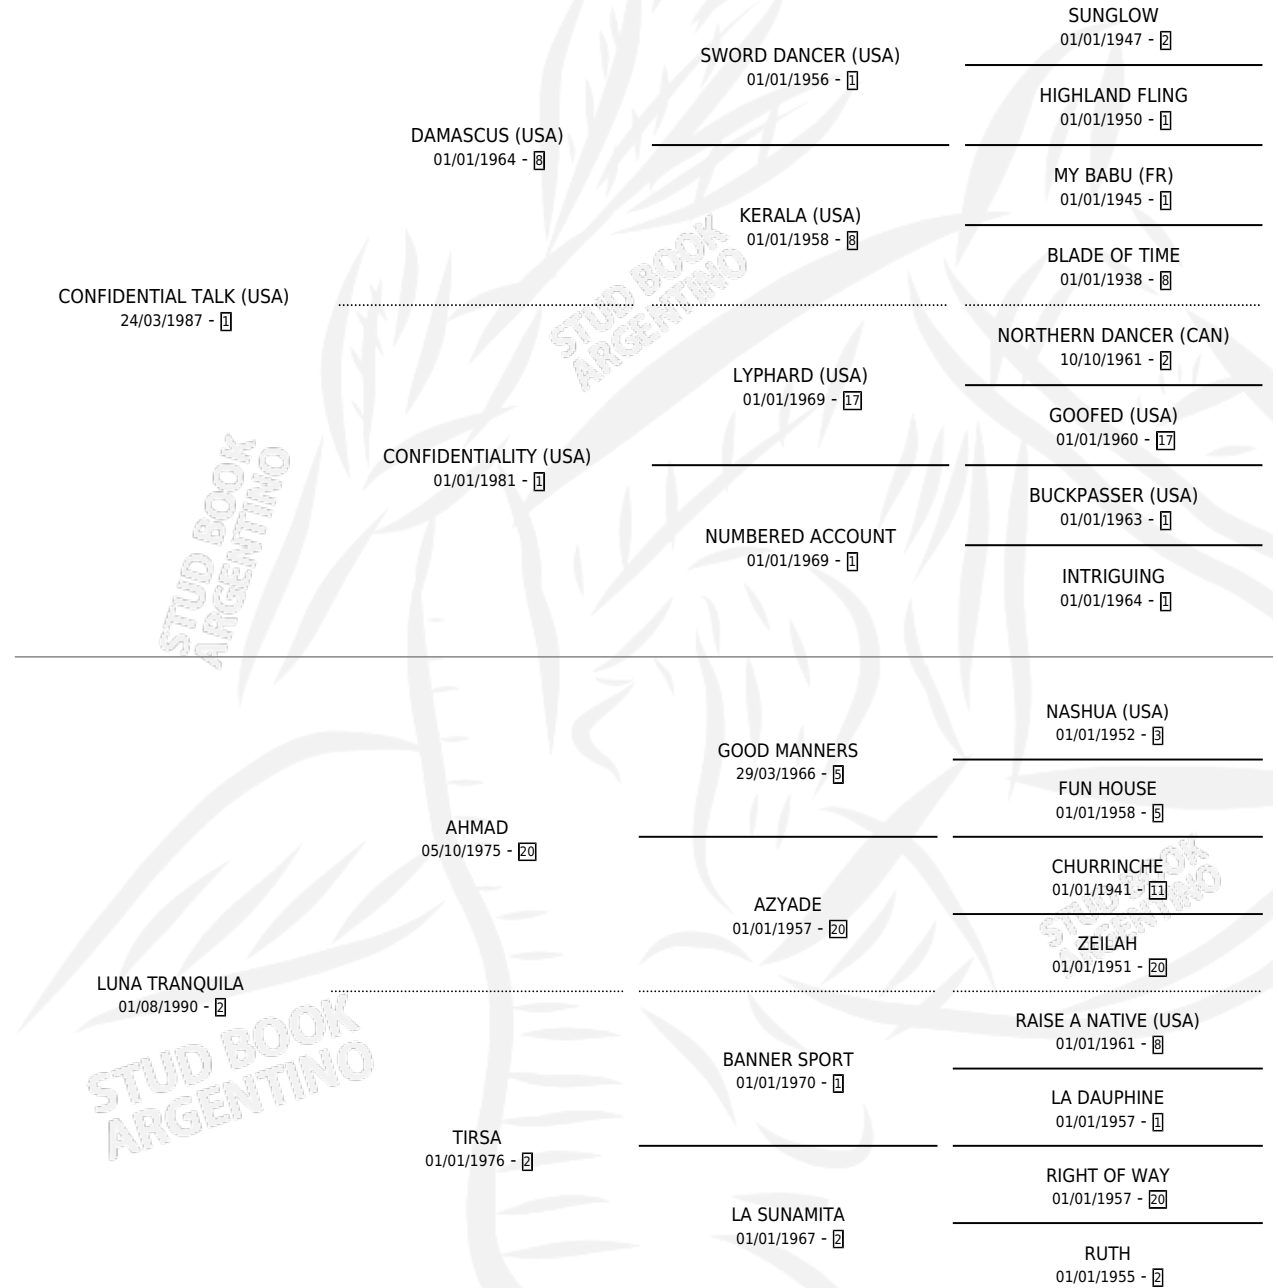 SUNGLOW
01/01/1947 - 2
SWORD DANCER (USA)
01/01/1956 - 1
HIGHLAND FLING
01/01/1950 - 1
DAMASCUS (USA)
01/01/1964 - 8
MY BABU (FR)
01/01/1945 - 1
KERALA (USA)
01/01/1958 - 8
BLADE OF TIME
01/01/1938 - 8
CONFIDENTIAL TALK (USA)
24/03/1987 - 1
NORTHERN DANCER (CAN)
10/10/1961 - 2
LYPHARD (USA)
01/01/1969 - 17
GOOFED (USA)
01/01/1960 - 17
CONFIDENTIALITY (USA)
01/01/1981 - 1
BUCKPASSER (USA)
01/01/1963 - 1
NUMBERED ACCOUNT
01/01/1969 - 1
INTRIGUING
01/01/1964 - 1
NASHUA (USA)
01/01/1952 - 3
GOOD MANNERS
29/03/1966 - 5
FUN HOUSE
01/01/1958 - 5
AHMAD
05/10/1975 - 20
CHURRINCHE
01/01/1941 - 11
AZYADE
01/01/1957 - 20
ZEILAH
01/01/1951 - 20
LUNA TRANQUILA
01/08/1990 - 2
RAISE A NATIVE (USA)
01/01/1961 - 8
BANNER SPORT
01/01/1970 - 1
LA DAUPHINE
01/01/1957 - 1
TIRSA
01/01/1976 - 2
RIGHT OF WAY
01/01/1957 - 20
LA SUNAMITA
01/01/1967 - 2
RUTH
01/01/1955 - 2
STUD BOOK
ARGENTINO
STUD BOOK
ARGENTINO
STUD BOOK
ARGENTINO
STUD BOOK
ARGENTINO